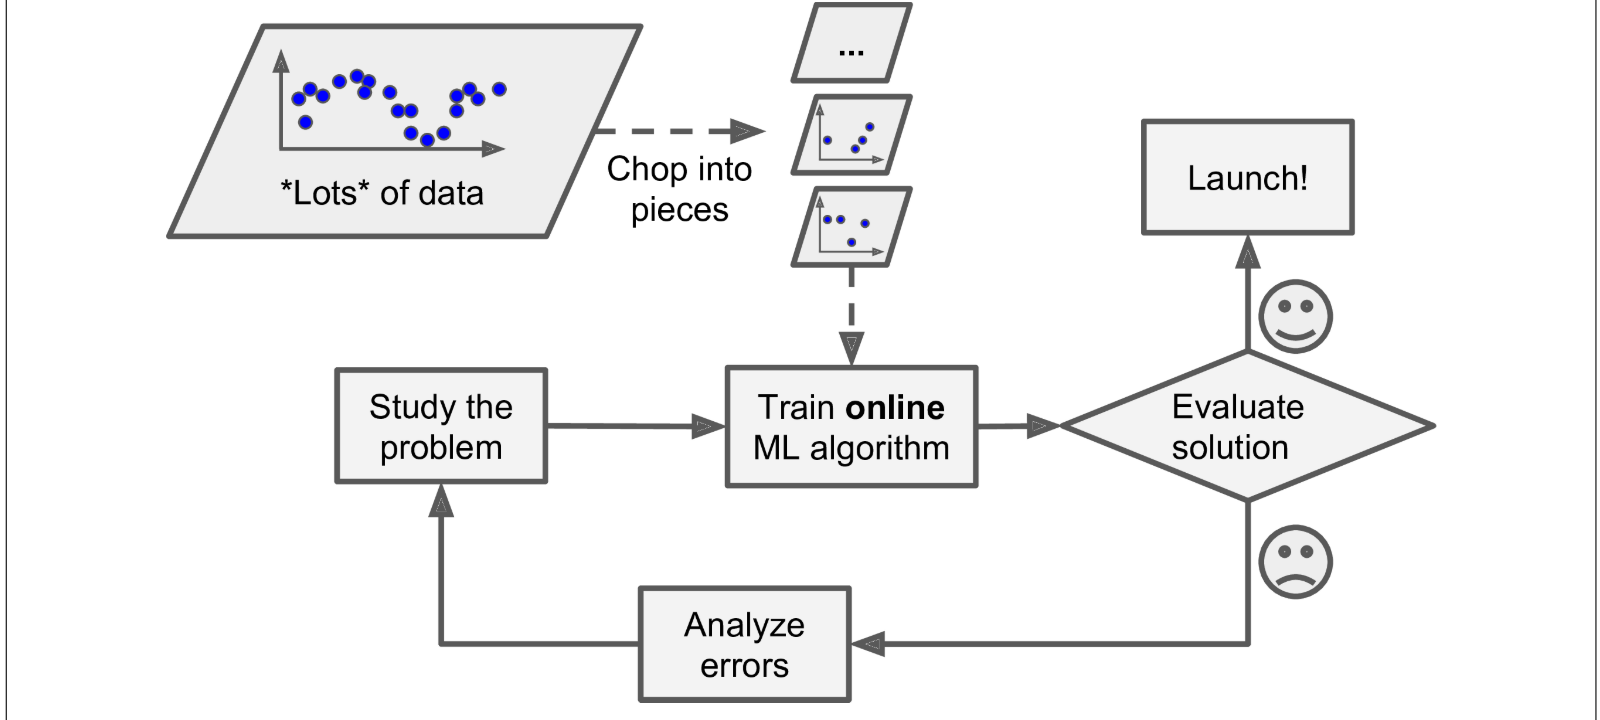 ...
*Lots* of data
Chop into
pieces
Launch!
Study the
problem
Train online
ML algorithm
Evaluate
solution
Analyze
errors